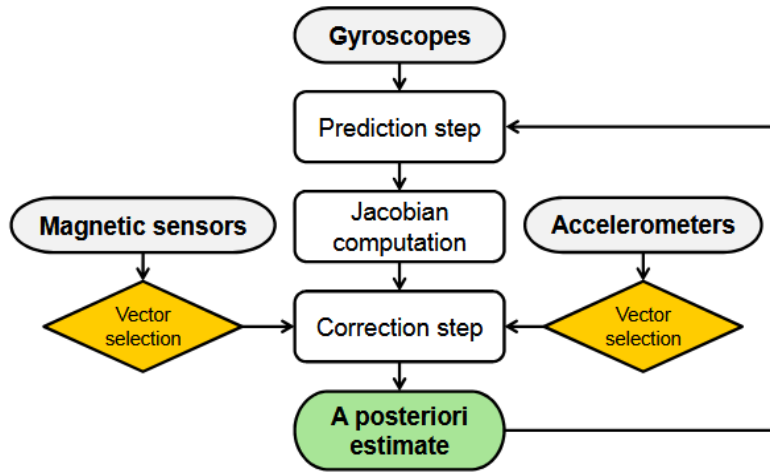 Gyroscopes
Prediction step
Jacobian
computation
Magnetic sensors
Accelerometers
Vector
selection
Correction step
Vector
selection
A posteriori
estimate